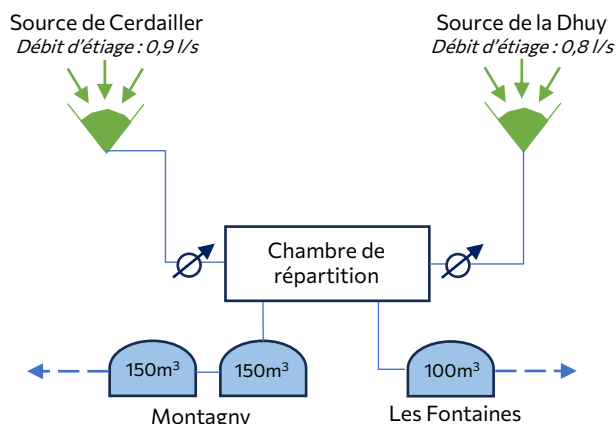 Source de Cerdailler
Débit d'étiage : 0,9 l/s
Source de la Dhuy
Débit d'étiage : 0,8 l/s
Chambre de
répartition
150m³
150m³
100m³
Montagny
Les Fontaines